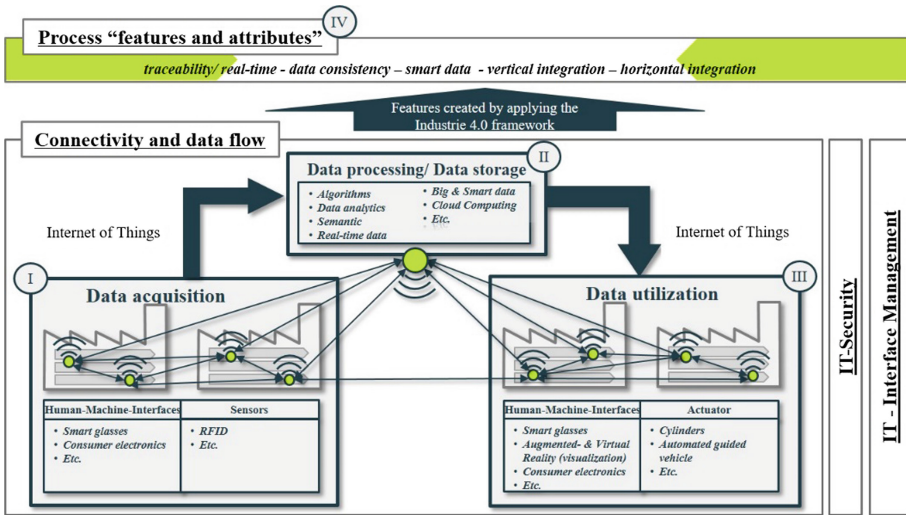 IV
Process “features and attributes”
traceability/ real-time - data consistency – smart data - vertical integration – horizontal integration
Features created by applying the
Industrie 4.0 framework
Connectivity and data flow
II
Data processing/ Data storage
• Algorithms
• Data analytics
• Semantic
• Real-time data
• Big & Smart data
• Cloud Computing
• Etc.
Internet of Things
Internet of Things
I
Data acquisition
Human-Machine-Interfaces
• Smart glasses
• Consumer electronics
• Etc.
Sensors
• RFID
• Etc.
III
Data utilization
Human-Machine-Interfaces
• Smart glasses
• Augmented- & Virtual
Reality (visualization)
• Consumer electronics
• Etc.
Actuator
• Cylinders
• Automated guided
vehicle
• Etc.
IT-Security
IT - Interface Management